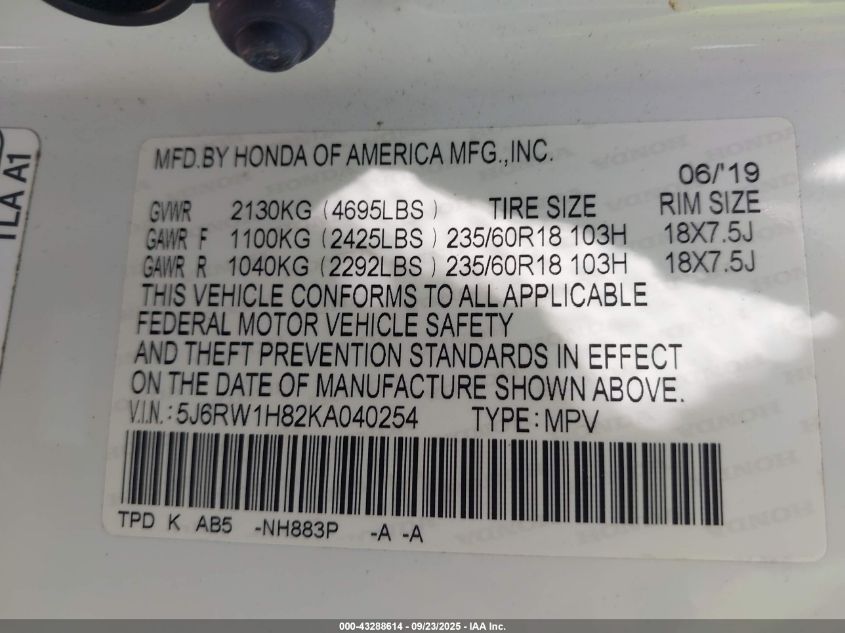 TLA A1
MFD.BY HONDA OF AMERICA MFG.,INC.
06/'19
GVWR 2130KG (4695LBS) TIRE SIZE RIM SIZE
GAWR F 1100KG (2425LBS) 235/60R18 103H 18X7.5J
GAWR R 1040KG (2292LBS) 235/60R18 103H 18X7.5J
THIS VEHICLE CONFORMS TO ALL APPLICABLE
FEDERAL MOTOR VEHICLE SAFETY
AND THEFT PREVENTION STANDARDS IN EFFECT
ON THE DATE OF MANUFACTURE SHOWN ABOVE.
V.I.N.: 5J6RW1H82KA040254 TYPE: MPV
TPD K AB5 -NH883P -A -A
000-43288614 - 09/23/2025 - IAA Inc.